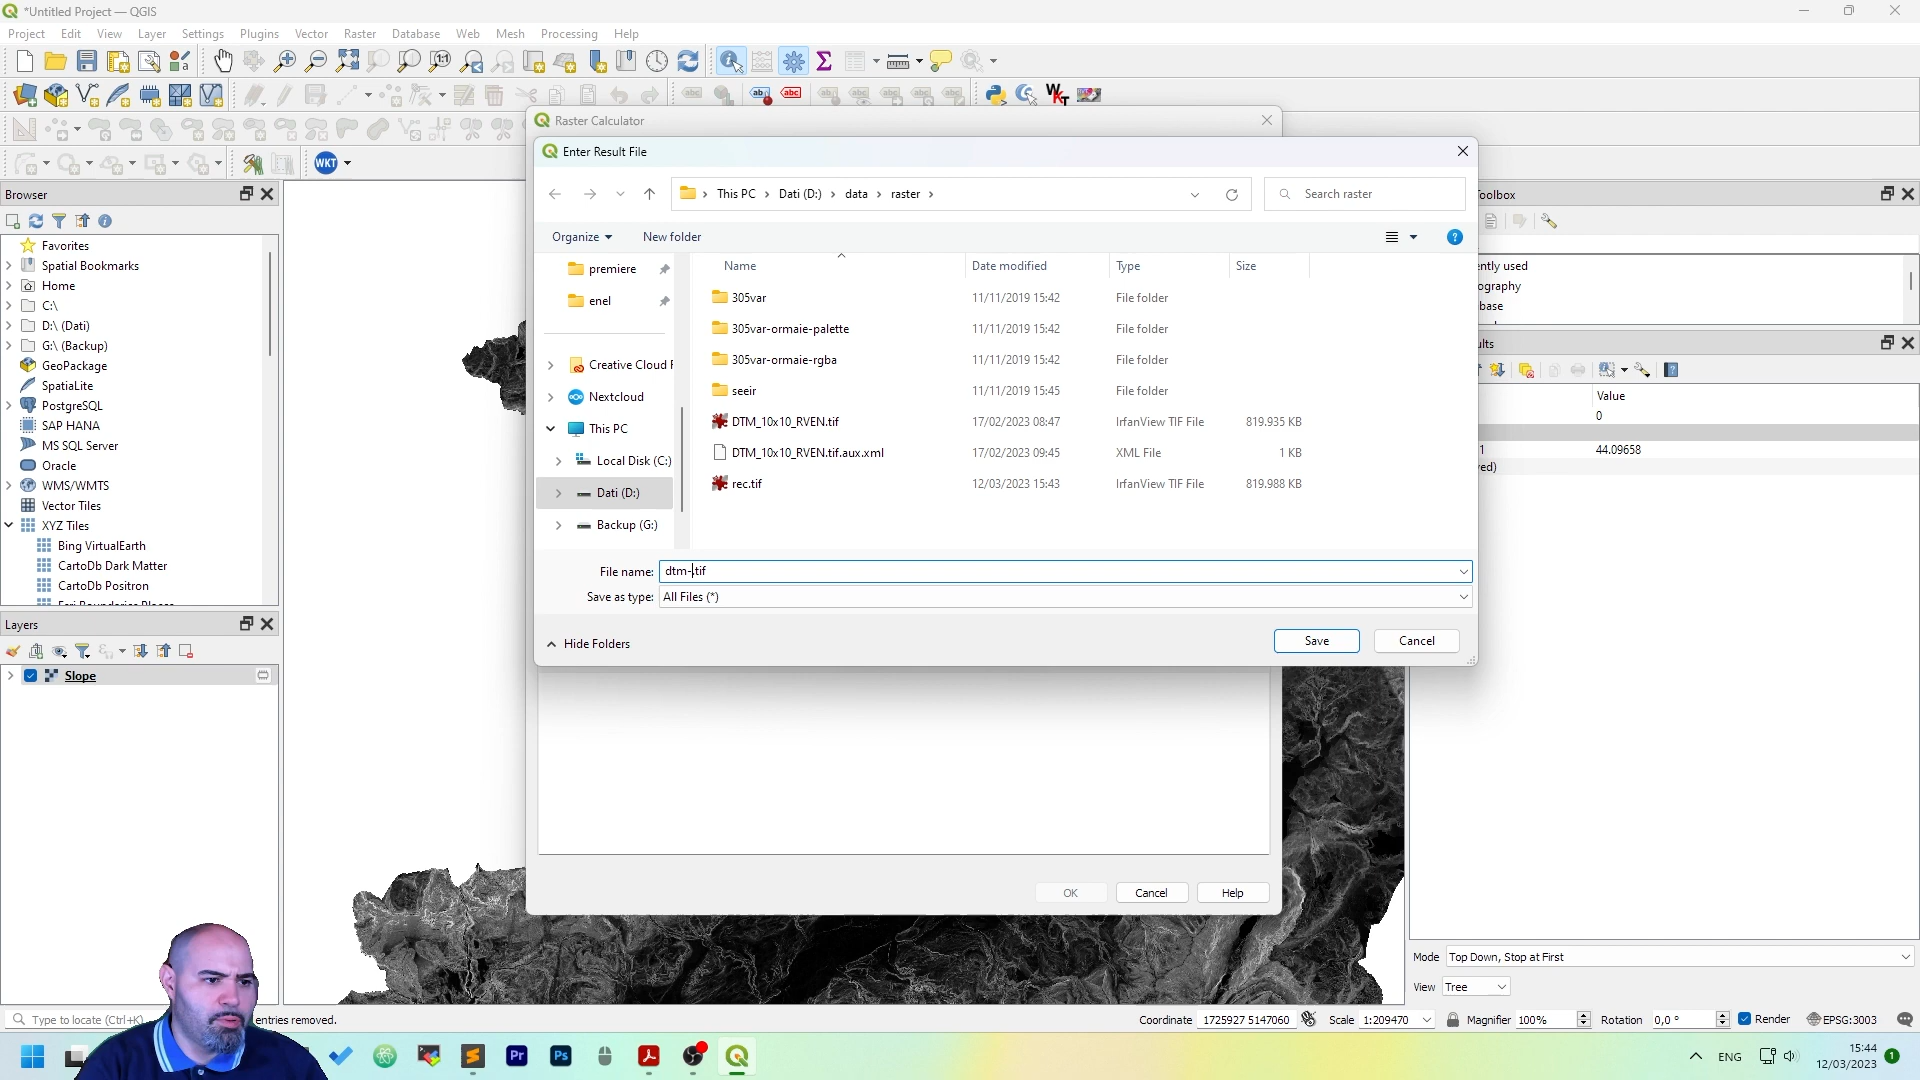 *Untitled Project — QGIS
Project Edit View Layer Settings Plugins Vector Raster Database Web Mesh Processing Help
Raster Calculator
Enter Result File
WKT
Browser
This PC Dati (D:) data raster
Search raster
Toolbox
Organize New folder
Favorites
Spatial Bookmarks
Home
C:\
D:\ (Dati)
G:\ (Backup)
GeoPackage
SpatiaLite
PostgreSQL
SAP HANA
MS SQL Server
Oracle
WMS/WMTS
Vector Tiles
XYZ Tiles
Bing VirtualEarth
CartoDb Dark Matter
CartoDb Positron
premiere
enel
Creative Cloud F
Nextcloud
This PC
Local Disk (C:)
Dati (D:)
Backup (G:)
Name Date modified Type Size
305var 11/11/2019 15:42 File folder
305var-ormaie-palette 11/11/2019 15:42 File folder
305var-ormaie-rgba 11/11/2019 15:42 File folder
seeir 11/11/2019 15:45 File folder
DTM_10x10_RVEN.tif 17/02/2023 08:47 IrfanView TIF File 819.935 KB
DTM_10x10_RVEN.tif.aux.xml 17/02/2023 09:45 XML File 1 KB
rec.tif 12/03/2023 15:43 IrfanView TIF File 819.988 KB
File name: dtm-.tif
Save as type: All Files (*)
Hide Folders
Save Cancel
ently used
ography
base
ults
Value
0
1 44.09658
ved)
Layers
Slope
OK Cancel Help
Mode Top Down, Stop at First
View Tree
Type to locate (Ctrl+K)
entries removed.
Coordinate 1725927 5147060 Scale 1:209470 Magnifier 100% Rotation 0,0 ° Render EPSG:3003
Pr Ps
ENG 15:44
12/03/2023 1